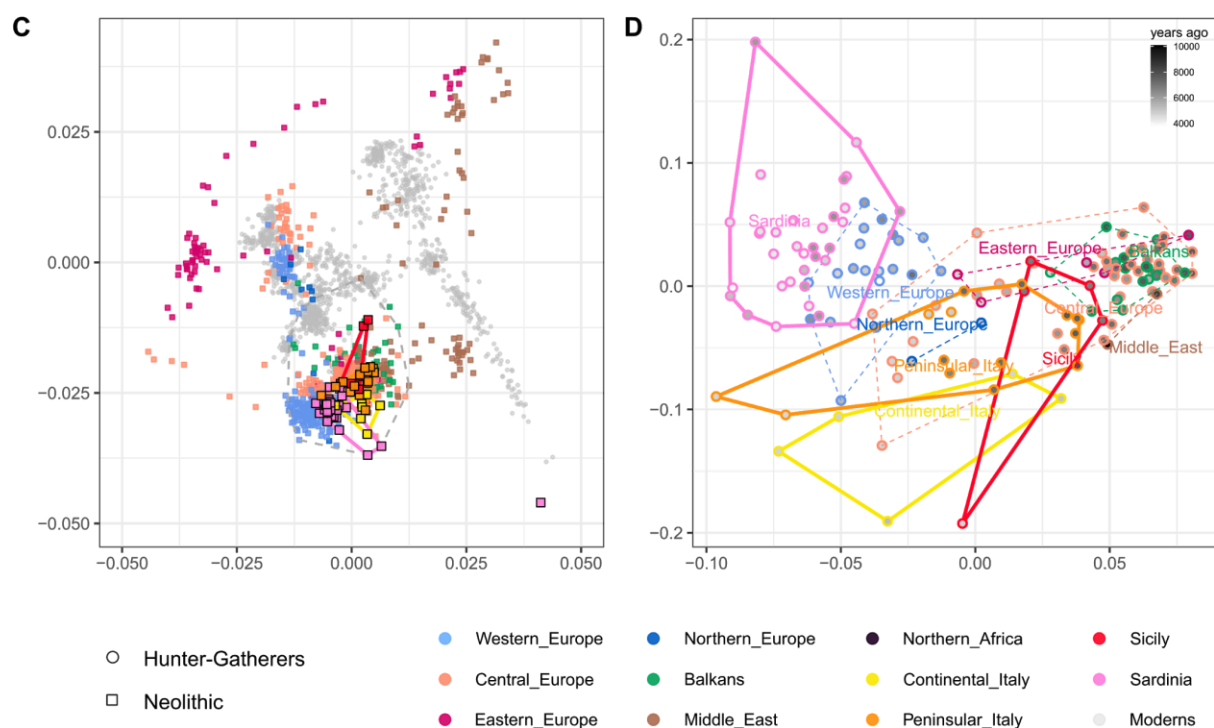 C
D
0.025
0.000
−0.025
−0.050
−0.050
−0.025
0.000
0.025
0.050
0.2
0.1
0.0
−0.1
−0.2
−0.10
−0.05
0.00
0.05
years ago
10000
8000
6000
4000
Sardinia
Eastern_Europe
Balkans
Western_Europe
Central_Europe
Northern_Europe
Middle_East
Sicily
Peninsular_Italy
Continental_Italy
Hunter-Gatherers
Neolithic
Western_Europe
Northern_Europe
Northern_Africa
Sicily
Central_Europe
Balkans
Continental_Italy
Sardinia
Eastern_Europe
Middle_East
Peninsular_Italy
Moderns